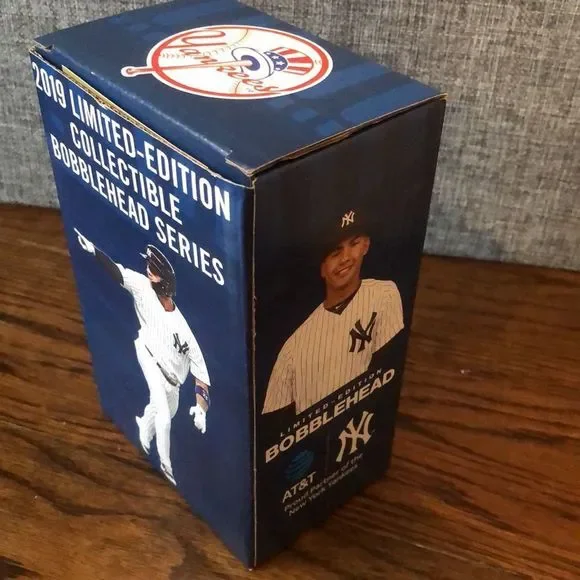 Yankees
2019 LIMITED-EDITION
COLLECTIBLE
BOBBLEHEAD SERIES
NY
NY
LIMITED-EDITION
BOBBLEHEAD
AT&T
NY
Proud Partner of the
New York Yankees
NY